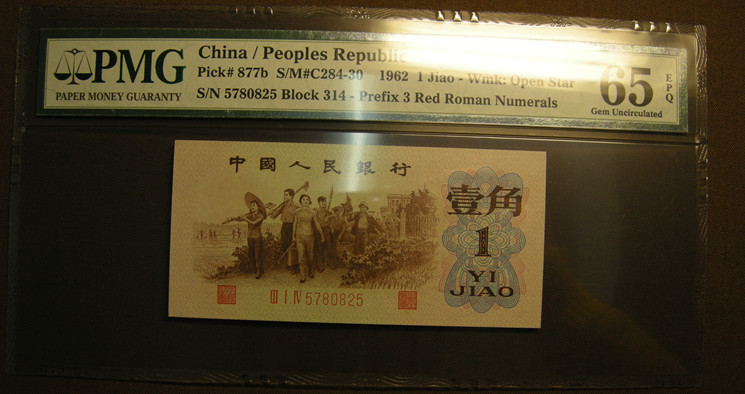 PMG
PAPER MONEY GUARANTY
China / Peoples Republic
Pick# 877b S/M#C284-30 1962 1 Jiao - Wmk: Open Star
S/N 5780825 Block 314 - Prefix 3 Red Roman Numerals
65
EPQ
Gem Uncirculated
中國人民銀行
壹角
1
YI
JIAO
III I IV 5780825